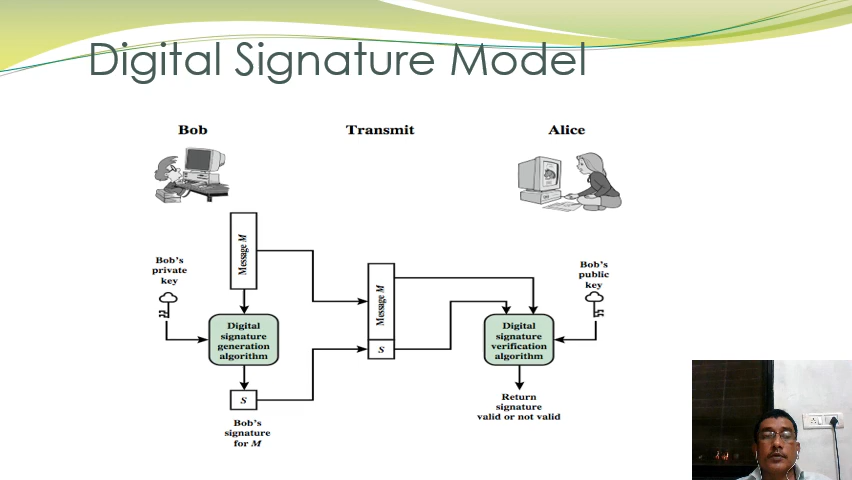 Digital Signature Model
Bob
Transmit
Alice
Message M
Bob's
private
key
Digital
signature
generation
algorithm
S
Bob's
signature
for M
Message M
S
Bob's
public
key
Digital
signature
verification
algorithm
Return
signature
valid or not valid